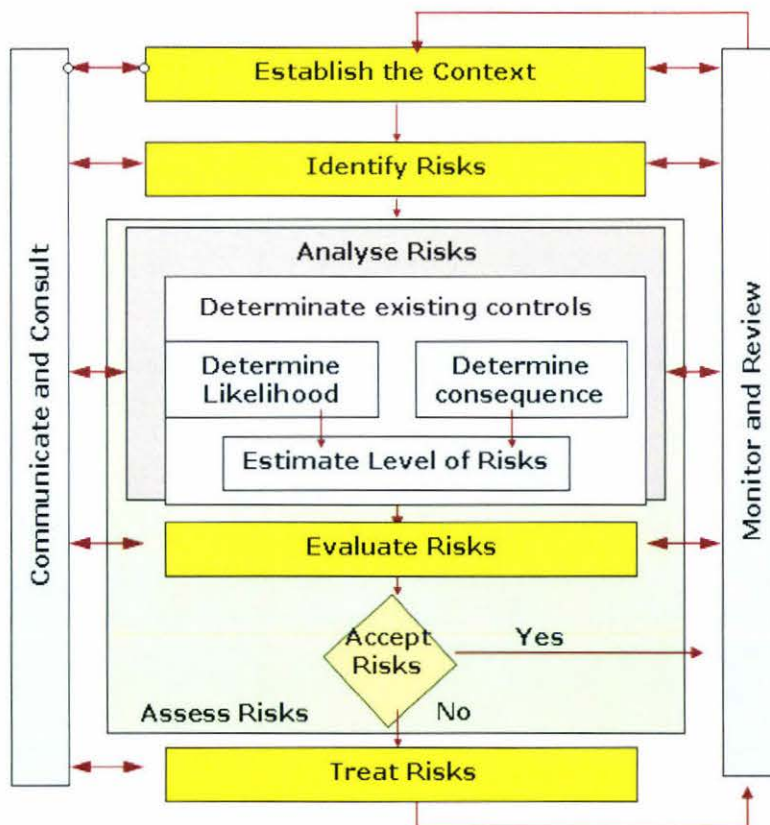 Establish the Context
Identify Risks
Analyse Risks
Determinate existing controls
Determine
Likelihood
Determine
consequence
Estimate Level of Risks
Evaluate Risks
Accept
Risks
Yes
No
Assess Risks
Treat Risks
Communicate and Consult
Monitor and Review